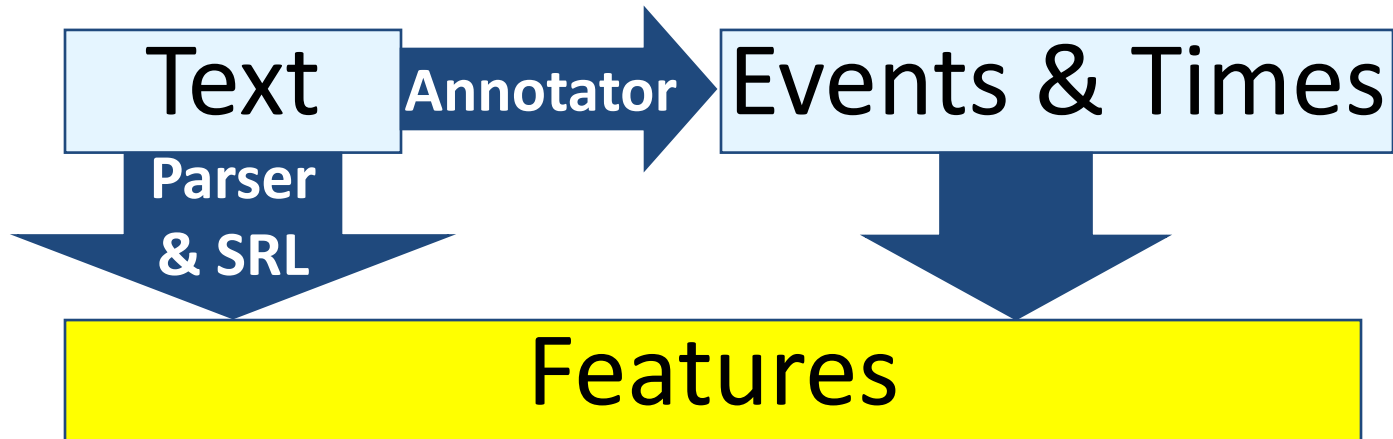 Text
Annotator
Events & Times
Parser
& SRL
Features